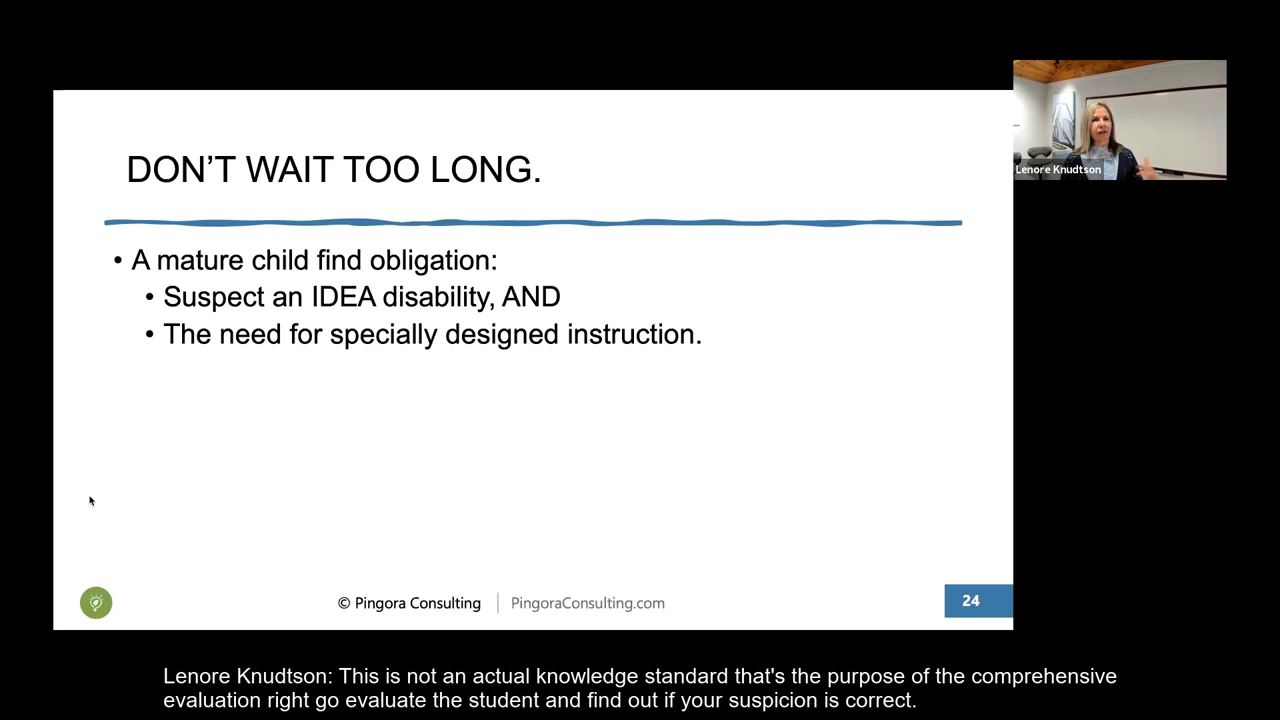 DON’T WAIT TOO LONG.
• A mature child find obligation:
• Suspect an IDEA disability, AND
• The need for specially designed instruction.
© Pingora Consulting | PingoraConsulting.com
24
Lenore Knudtson
Lenore Knudtson: This is not an actual knowledge standard that's the purpose of the comprehensive
evaluation right go evaluate the student and find out if your suspicion is correct.